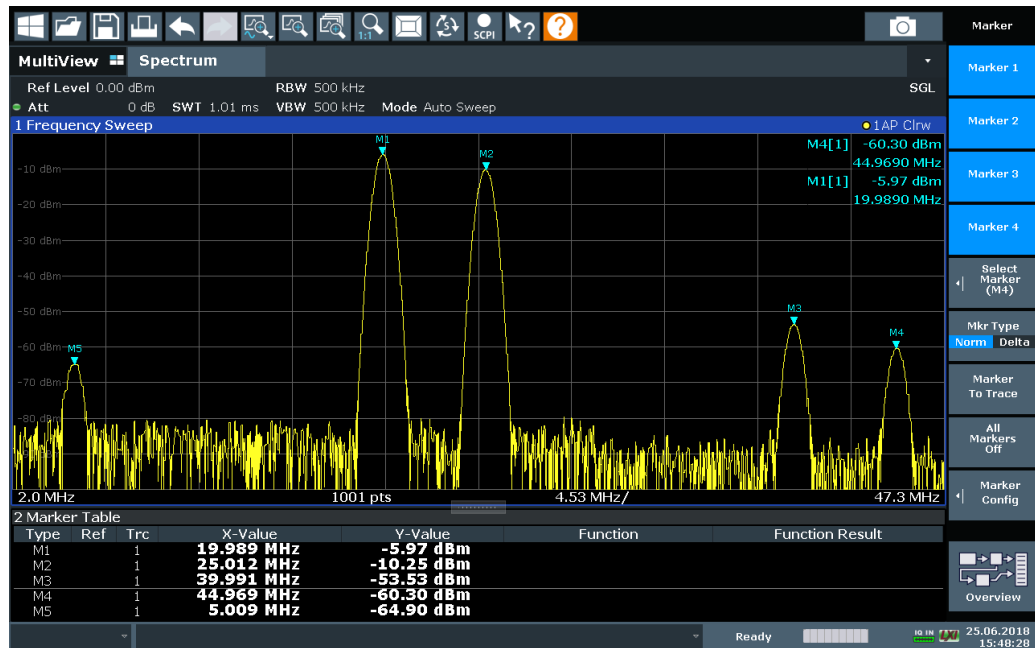 1:1
SCPI
?
?
Marker
MultiView Spectrum
Ref Level 0.00 dBm RBW 500 kHz SGL
Att 0 dB SWT 1.01 ms VBW 500 kHz Mode Auto Sweep
1 Frequency Sweep 1AP Clrw
M4[1] -60.30 dBm
44.9690 MHz
M1[1] -5.97 dBm
19.9890 MHz
M1
M2
M3
M4
M5
-10 dBm
-20 dBm
-30 dBm
-40 dBm
-50 dBm
-60 dBm
-70 dBm
-80 dBm
2.0 MHz 1001 pts 4.53 MHz/ 47.3 MHz
2 Marker Table
Type Ref Trc X-Value Y-Value Function Function Result
M1 1 19.989 MHz -5.97 dBm
M2 1 25.012 MHz -10.25 dBm
M3 1 39.991 MHz -53.53 dBm
M4 1 44.969 MHz -60.30 dBm
M5 1 5.009 MHz -64.90 dBm
Marker 1
Marker 2
Marker 3
Marker 4
Select
Marker
(M4)
Mkr Type
Norm Delta
Marker
To Trace
All
Markers
Off
Marker
Config
Overview
Ready IQ IN LXI 25.06.2018
15:48:28